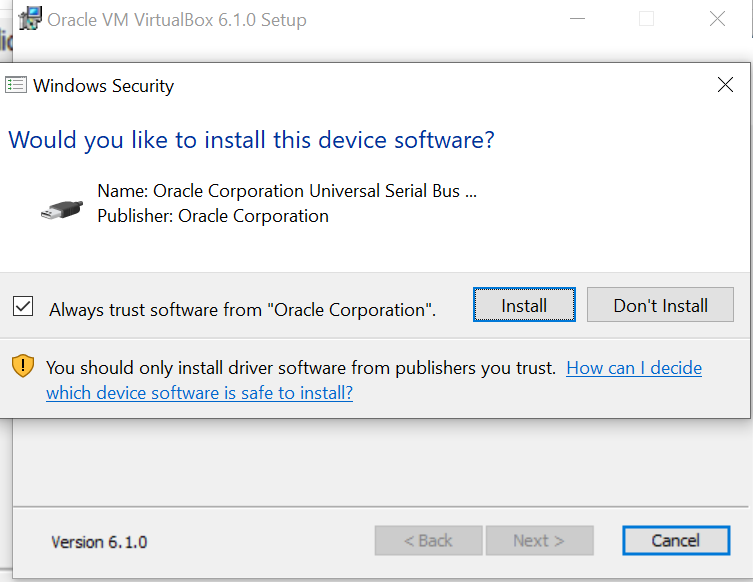 Oracle VM VirtualBox 6.1.0 Setup
Windows Security
Would you like to install this device software?
Name: Oracle Corporation Universal Serial Bus ...
Publisher: Oracle Corporation
Always trust software from "Oracle Corporation".
Install
Don't Install
You should only install driver software from publishers you trust. How can I decide
which device software is safe to install?
Version 6.1.0
< Back
Next >
Cancel